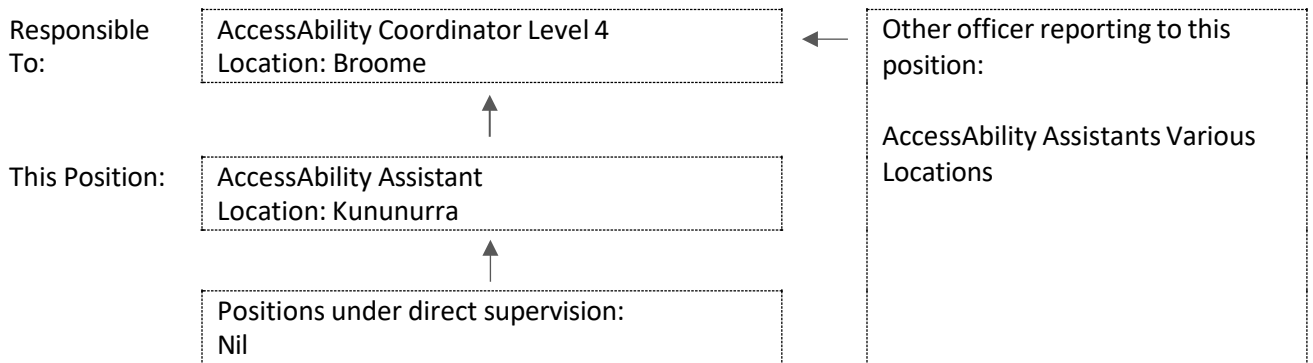 Responsible
To:
AccessAbility Coordinator Level 4
Location: Broome
Other officer reporting to this
position:
AccessAbility Assistants Various
Locations
This Position:
AccessAbility Assistant
Location: Kununurra
Positions under direct supervision:
Nil